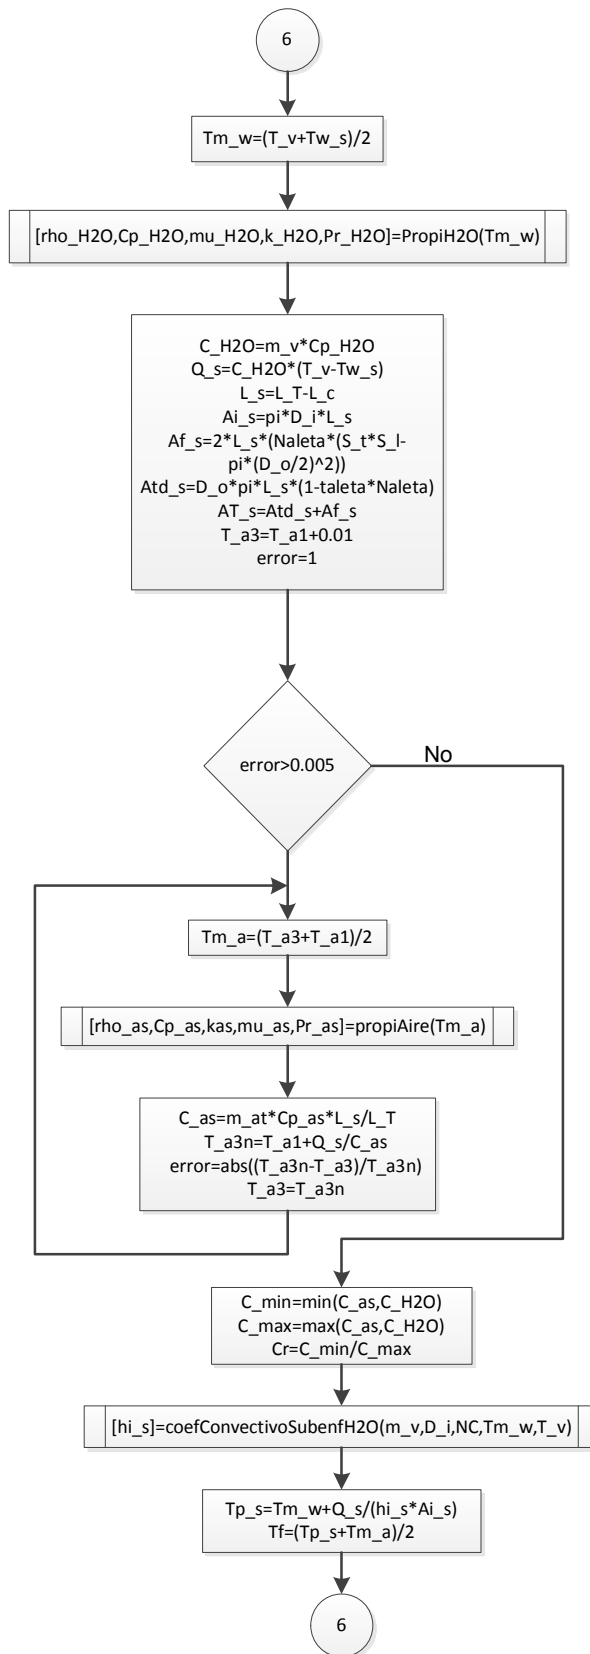 6
Tm_w=(T_v+Tw_s)/2
[rho_H2O,Cp_H2O,mu_H2O,k_H2O,Pr_H2O]=PropiH2O(Tm_w)
C_H2O=m_v*Cp_H2O
Q_s=C_H2O*(T_v-Tw_s)
L_s=L_T-L_c
Ai_s=pi*D_i*L_s
Af_s=2*L_s*(Naleta*(S_t*S_l-
pi*(D_o/2)^2))
Atd_s=D_o*pi*L_s*(1-taleta*Naleta)
AT_s=Atd_s+Af_s
T_a3=T_a1+0.01
error=1
error>0.005
No
Tm_a=(T_a3+T_a1)/2
[rho_as,Cp_as,kas,mu_as,Pr_as]=propiAire(Tm_a)
C_as=m_at*Cp_as*L_s/L_T
T_a3n=T_a1+Q_s/C_as
error=abs((T_a3n-T_a3)/T_a3n)
T_a3=T_a3n
C_min=min(C_as,C_H2O)
C_max=max(C_as,C_H2O)
Cr=C_min/C_max
[hi_s]=coefConvectivoSubenfH2O(m_v,D_i,NC,Tm_w,T_v)
Tp_s=Tm_w+Q_s/(hi_s*Ai_s)
Tf=(Tp_s+Tm_a)/2
6